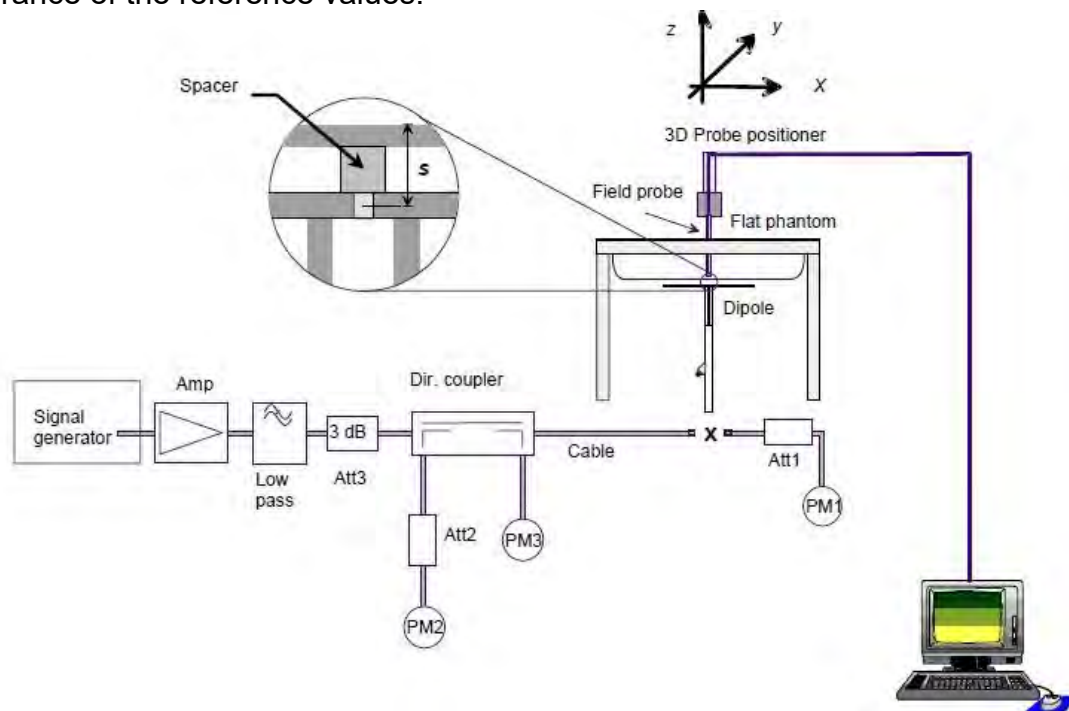 rance of the reference values.
z
y
X
Spacer
s
3D Probe positioner
Field probe
Flat phantom
Dipole
Signal
generator
Amp
Low
pass
3 dB
Att3
Dir. coupler
Cable
X
Att1
PM1
Att2
PM3
PM2